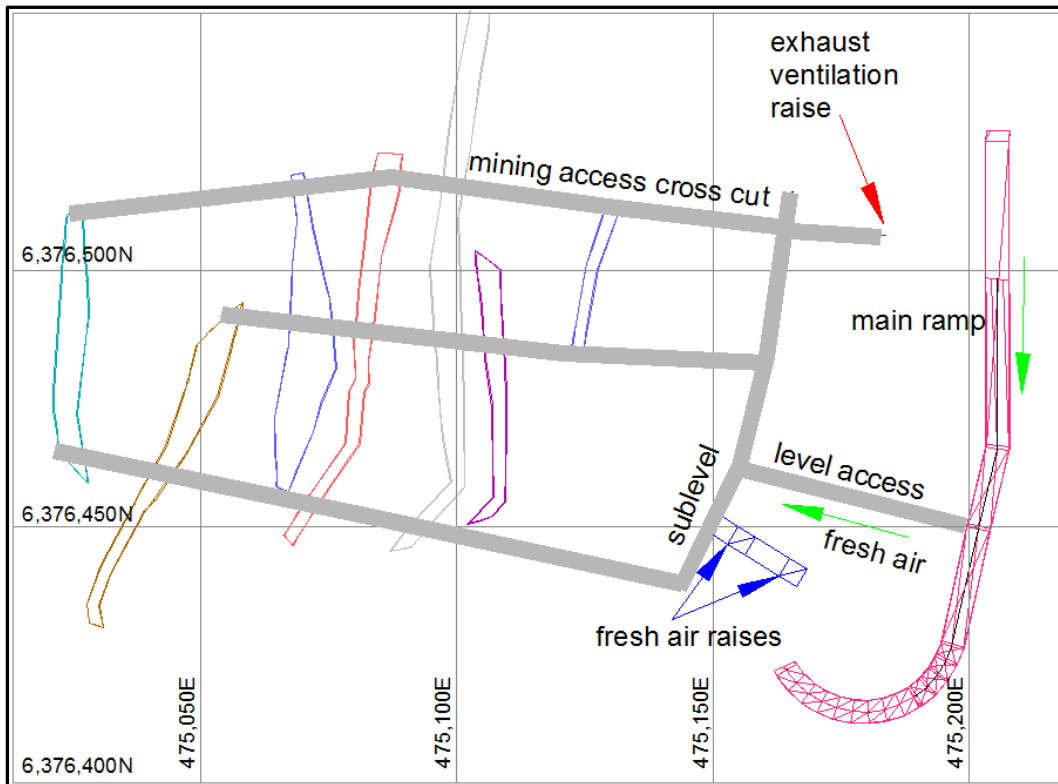 exhaust
ventilation
raise
mining access cross cut
6,376,500N
main ramp
level access
sublevel
6,376,450N
fresh air
fresh air raises
475,050E
475,100E
475,150E
475,200E
6,376,400N